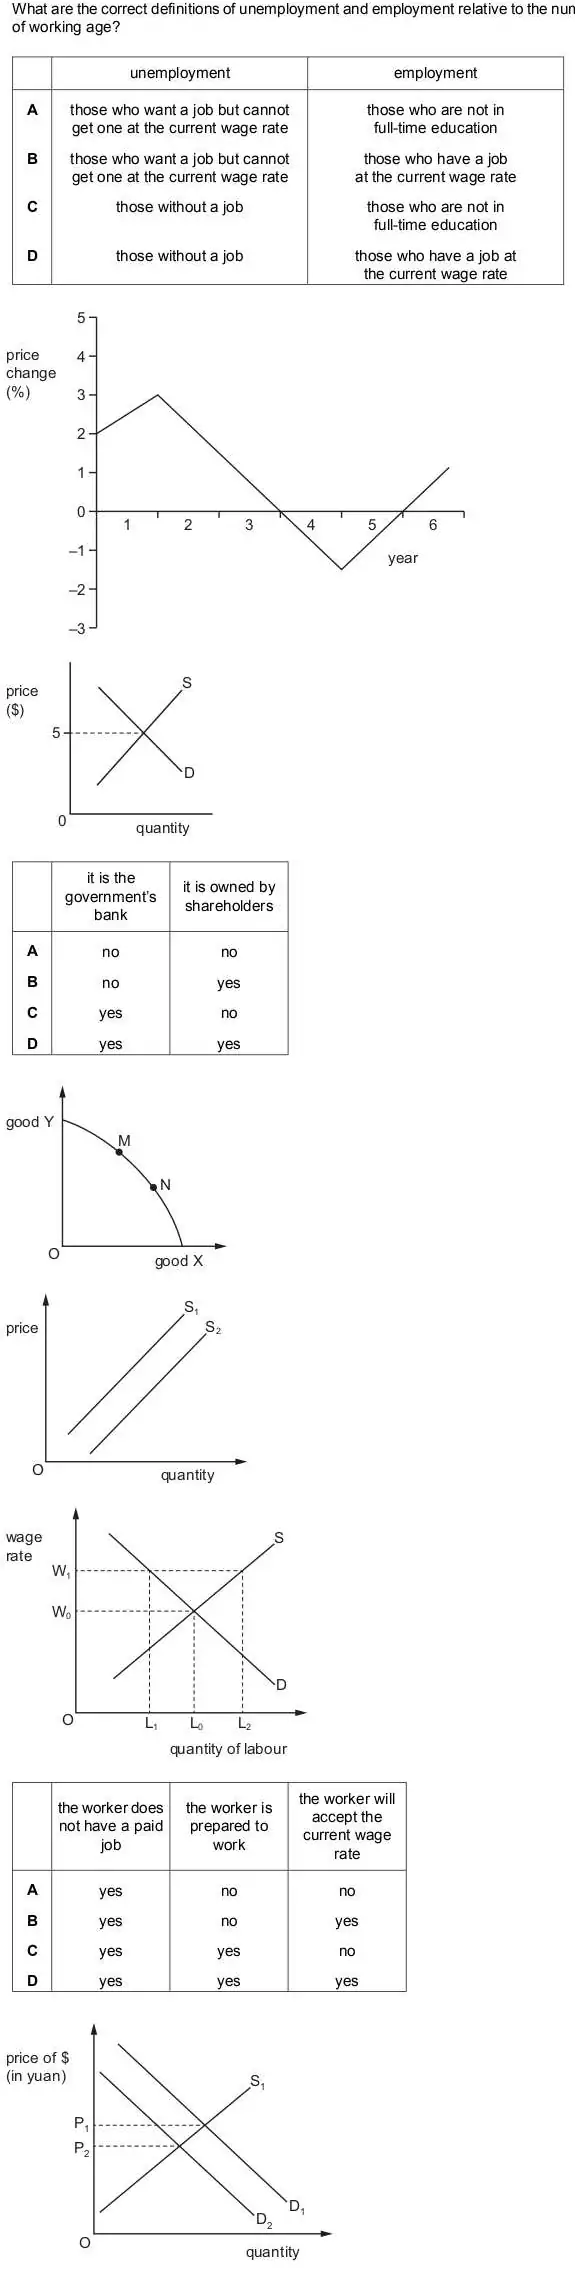 What are the correct definitions of unemployment and employment relative to the
of working age?
unemployment employment
A those who want a job but cannot get one at the current wage rate those who are not in full-time education
B those who want a job but cannot get one at the current wage rate those who have a job at the current wage rate
C those without a job those who are not in full-time education
D those without a job those who have a job at the current wage rate
price change (%)
5
4
3
2
1
0
–1
–2
–3
1 2 3 4 5 6
year
price ($)
5
0
S
D
quantity
it is the government's bank it is owned by shareholders
A no no
B no yes
C yes no
D yes yes
good Y
M
N
O
good X
price
S1
S2
O
quantity
wage rate
S
W1
W0
D
O
L1 L0 L2
quantity of labour
the worker does not have a paid job the worker is prepared to work the worker will accept the current wage rate
A yes no no
B yes no yes
C yes yes no
D yes yes yes
price of $ (in yuan)
S1
P1
P2
D1
D2
O
quantity